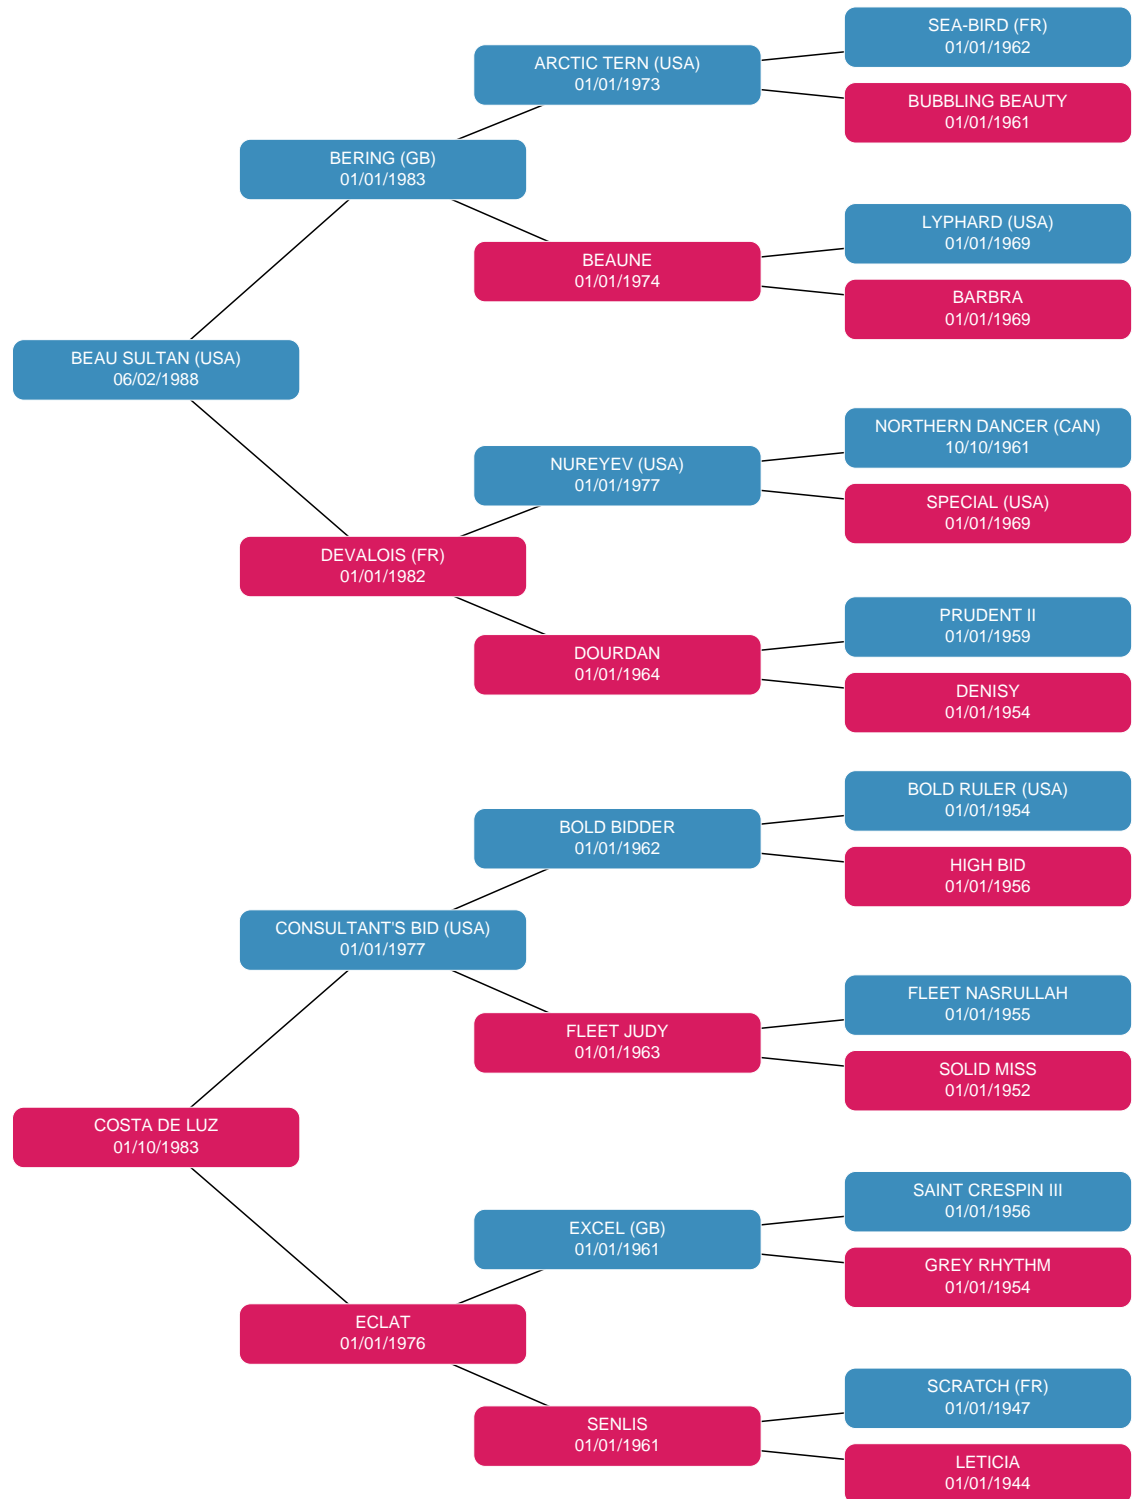 SEA-BIRD (FR)
01/01/1962
ARCTIC TERN (USA)
01/01/1973
BUBBLING BEAUTY
01/01/1961
BERING (GB)
01/01/1983
LYPHARD (USA)
01/01/1969
BEAUNE
01/01/1974
BARBRA
01/01/1969
BEAU SULTAN (USA)
06/02/1988
NORTHERN DANCER (CAN)
10/10/1961
NUREYEV (USA)
01/01/1977
SPECIAL (USA)
01/01/1969
DEVALOIS (FR)
01/01/1982
PRUDENT II
01/01/1959
DOURDAN
01/01/1964
DENISY
01/01/1954
BOLD RULER (USA)
01/01/1954
BOLD BIDDER
01/01/1962
HIGH BID
01/01/1956
CONSULTANT'S BID (USA)
01/01/1977
FLEET NASRULLAH
01/01/1955
FLEET JUDY
01/01/1963
SOLID MISS
01/01/1952
COSTA DE LUZ
01/10/1983
SAINT CRESPIN III
01/01/1956
EXCEL (GB)
01/01/1961
GREY RHYTHM
01/01/1954
ECLAT
01/01/1976
SCRATCH (FR)
01/01/1947
SENLIS
01/01/1961
LETICIA
01/01/1944